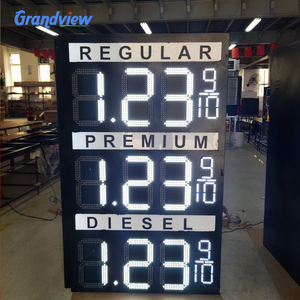 Grandview
REGULAR
1.23 9/10
PREMIUM
1.23 9/10
DIESEL
1.23 9/10